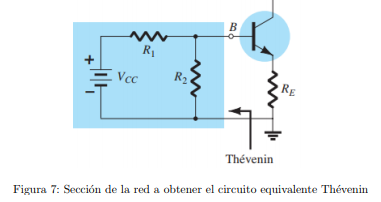 B
R1
+
VCC
R2
RE
−
Thévenin
Figura 7: Sección de la red a obtener el circuito equivalente Thévenin